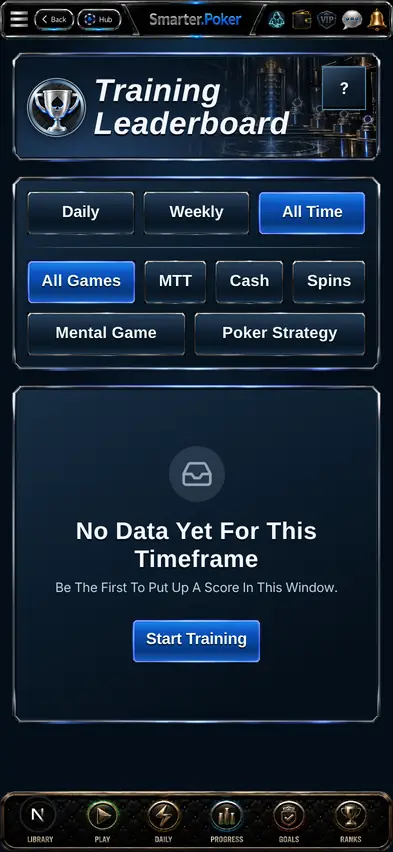 Back
Hub
Smarter.Poker
VIP
Training
Leaderboard
?
Daily
Weekly
All Time
All Games
MTT
Cash
Spins
Mental Game
Poker Strategy
No Data Yet For This
Timeframe
Be The First To Put Up A Score In This Window.
Start Training
N
LIBRARY
PLAY
DAILY
PROGRESS
GOALS
RANKS